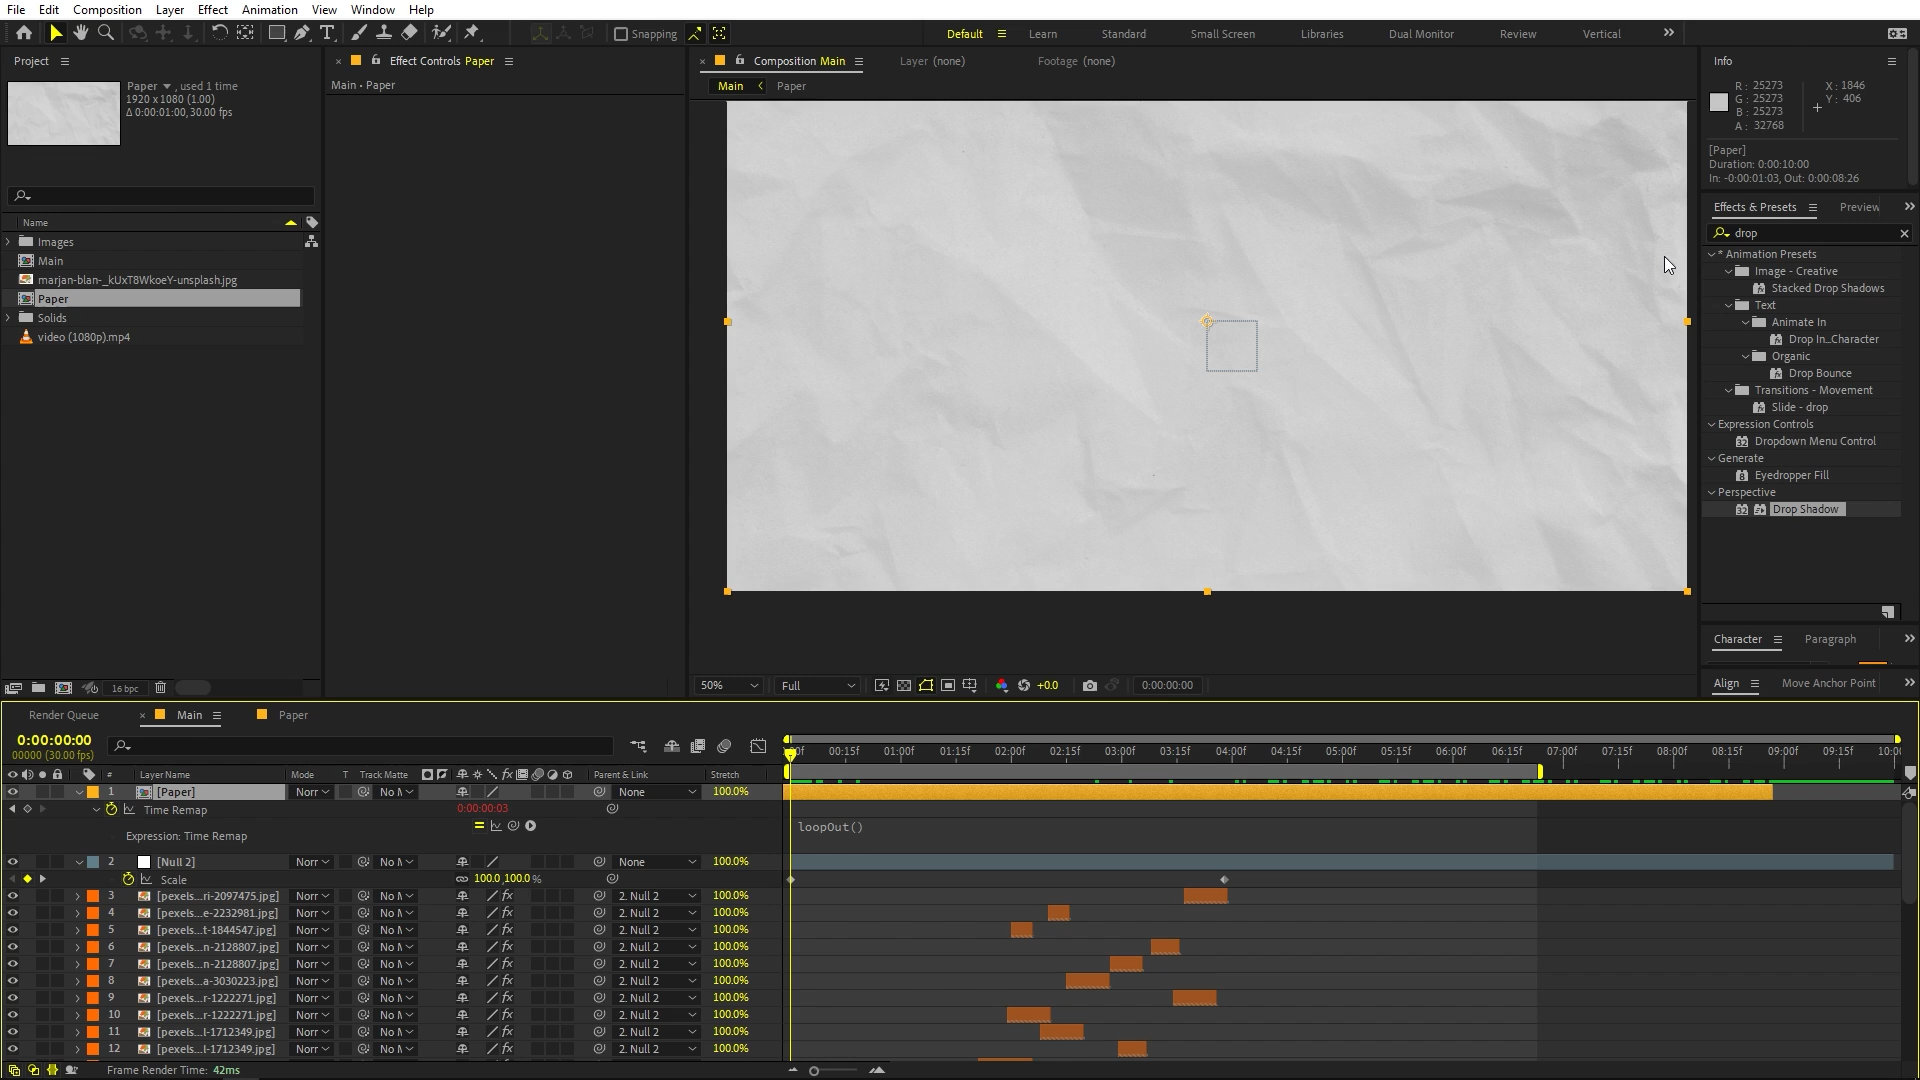 File Edit Composition Layer Effect Animation View Window Help
Snapping
Default Learn Standard Small Screen Libraries Dual Monitor Review Vertical
Project
Paper , used 1 time
1920 x 1080 (1.00)
Δ 0:00:01:00, 30.00 fps
Name
Images
Main
marjan-blan-_kUxT8WkoeY-unsplash.jpg
Paper
Solids
video (1080p).mp4
16 bpc
Effect Controls Paper
Main • Paper
Composition Main
Layer (none)
Footage (none)
Main Paper
50% Full +0.0 0:00:00:00
Info
R : 25273
G : 25273
B : 25273
A : 32768
X : 1846
Y : 406
[Paper]
Duration: 0:00:10:00
In: -0:00:01:03, Out: 0:00:08:26
Effects & Presets Preview
drop
* Animation Presets
Image - Creative
Stacked Drop Shadows
Text
Animate In
Drop In...Character
Organic
Drop Bounce
Transitions - Movement
Slide - drop
Expression Controls
Dropdown Menu Control
Generate
Eyedropper Fill
Perspective
Drop Shadow
Character Paragraph
Align Move Anchor Point
Render Queue Main Paper
0:00:00:00
00000 (30.00 fps)
00f 00:15f 01:00f 01:15f 02:00f 02:15f 03:00f 03:15f 04:00f 04:15f 05:00f 05:15f 06:00f 06:15f 07:00f 07:15f 08:00f 08:15f 09:00f 09:15f 10:0
# Layer Name Mode T Track Matte fx Parent & Link Stretch
1 [Paper] Norr No M None 100.0%
Time Remap 0:00:00:03
Expression: Time Remap loopOut()
2 [Null 2] Norr No M None 100.0%
Scale 100.0,100.0 %
3 [pexels...ri-2097475.jpg] Norr No M fx 2. Null 2 100.0%
4 [pexels...e-2232981.jpg] Norr No M fx 2. Null 2 100.0%
5 [pexels...t-1844547.jpg] Norr No M fx 2. Null 2 100.0%
6 [pexels...n-2128807.jpg] Norr No M fx 2. Null 2 100.0%
7 [pexels...n-2128807.jpg] Norr No M fx 2. Null 2 100.0%
8 [pexels...a-3030223.jpg] Norr No M fx 2. Null 2 100.0%
9 [pexels...r-1222271.jpg] Norr No M fx 2. Null 2 100.0%
10 [pexels...r-1222271.jpg] Norr No M fx 2. Null 2 100.0%
11 [pexels...l-1712349.jpg] Norr No M fx 2. Null 2 100.0%
12 [pexels...l-1712349.jpg] Norr No M fx 2. Null 2 100.0%
Frame Render Time: 42ms